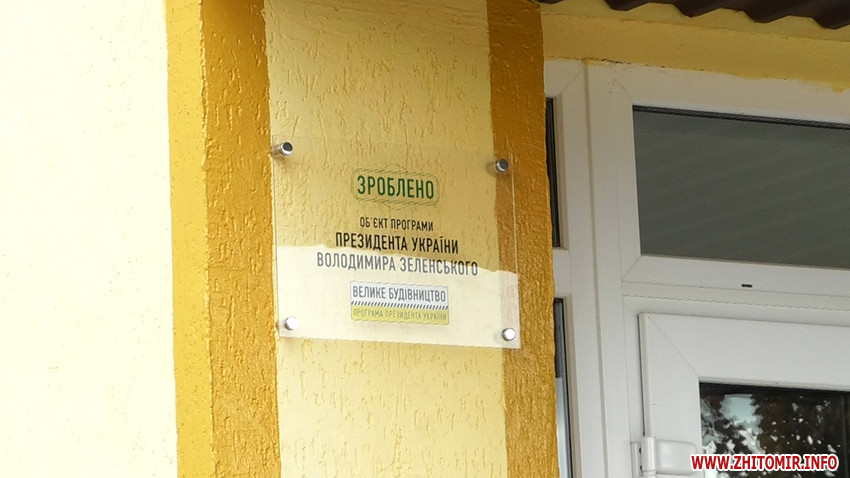 ЗРОБЛЕНО
ОБ'ЄКТ ПРОГРАМИ
ПРЕЗИДЕНТА УКРАЇНИ
ВОЛОДИМИРА ЗЕЛЕНСЬКОГО
ВЕЛИКЕ БУДІВНИЦТВО
ПРОГРАМА ПРЕЗИДЕНТА УКРАЇНИ
WWW.ZHITOMIR.INFO